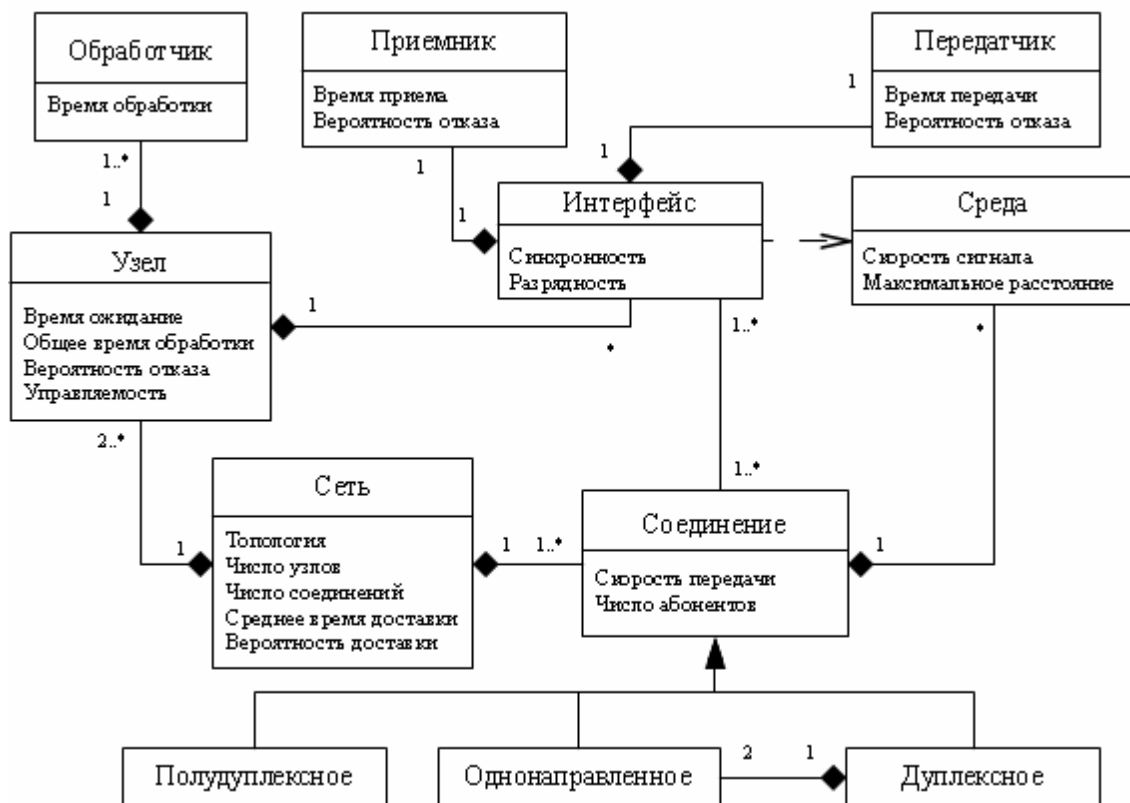 Обработчик
Время обработки
Приемник
Время приема
Вероятность отказа
Передатчик
Время передачи
Вероятность отказа
1
1..*
1
1
1
1
Интерфейс
Синхронность
Разрядность
Среда
Скорость сигнала
Максимальное расстояние
Узел
Время ожидание
Общее время обработки
Вероятность отказа
Управляемость
1
*
1..*
*
2..*
1..*
Сеть
Топология
Число узлов
Число соединений
Среднее время доставки
Вероятность доставки
1
1
1..*
Соединение
Скорость передачи
Число абонентов
1
Полудуплексное
Однонаправленное
2
1
Дуплексное